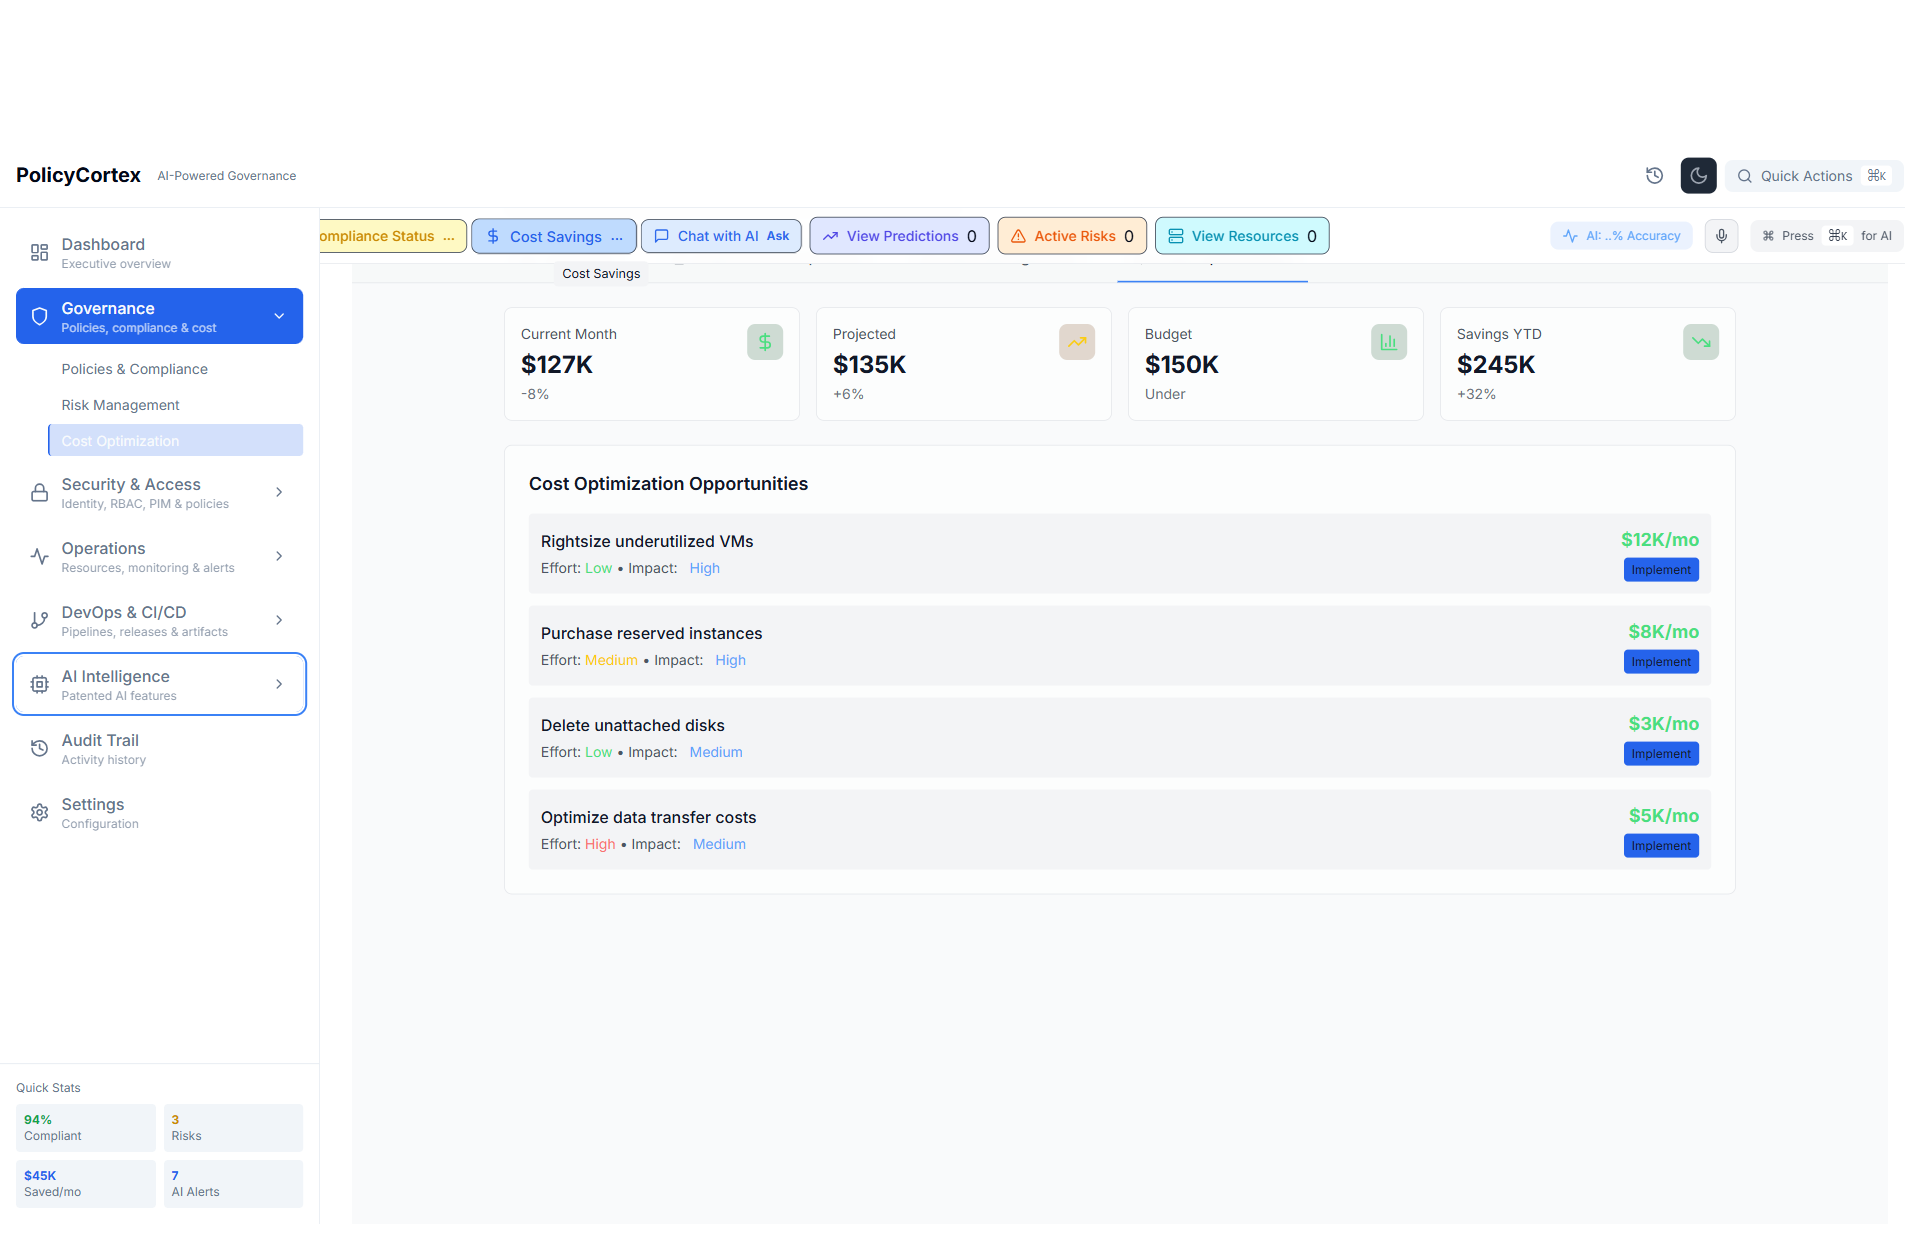 PolicyCortex AI-Powered Governance
Quick Actions ⌘K
Dashboard
Executive overview
Governance
Policies, compliance & cost
Policies & Compliance
Risk Management
Cost Optimization
Security & Access
Identity, RBAC, PIM & policies
Operations
Resources, monitoring & alerts
DevOps & CI/CD
Pipelines, releases & artifacts
AI Intelligence
Patented AI features
Audit Trail
Activity history
Settings
Configuration
Quick Stats
94%
Compliant
3
Risks
$45K
Saved/mo
7
AI Alerts
ompliance Status ...
Cost Savings ...
Chat with AI Ask
View Predictions 0
Active Risks 0
View Resources 0
AI: ..% Accuracy
⌘ Press ⌘K for AI
Cost Savings
Current Month
$127K
-8%
Projected
$135K
+6%
Budget
$150K
Under
Savings YTD
$245K
+32%
Cost Optimization Opportunities
Rightsize underutilized VMs
Effort: Low • Impact: High
$12K/mo
Implement
Purchase reserved instances
Effort: Medium • Impact: High
$8K/mo
Implement
Delete unattached disks
Effort: Low • Impact: Medium
$3K/mo
Implement
Optimize data transfer costs
Effort: High • Impact: Medium
$5K/mo
Implement